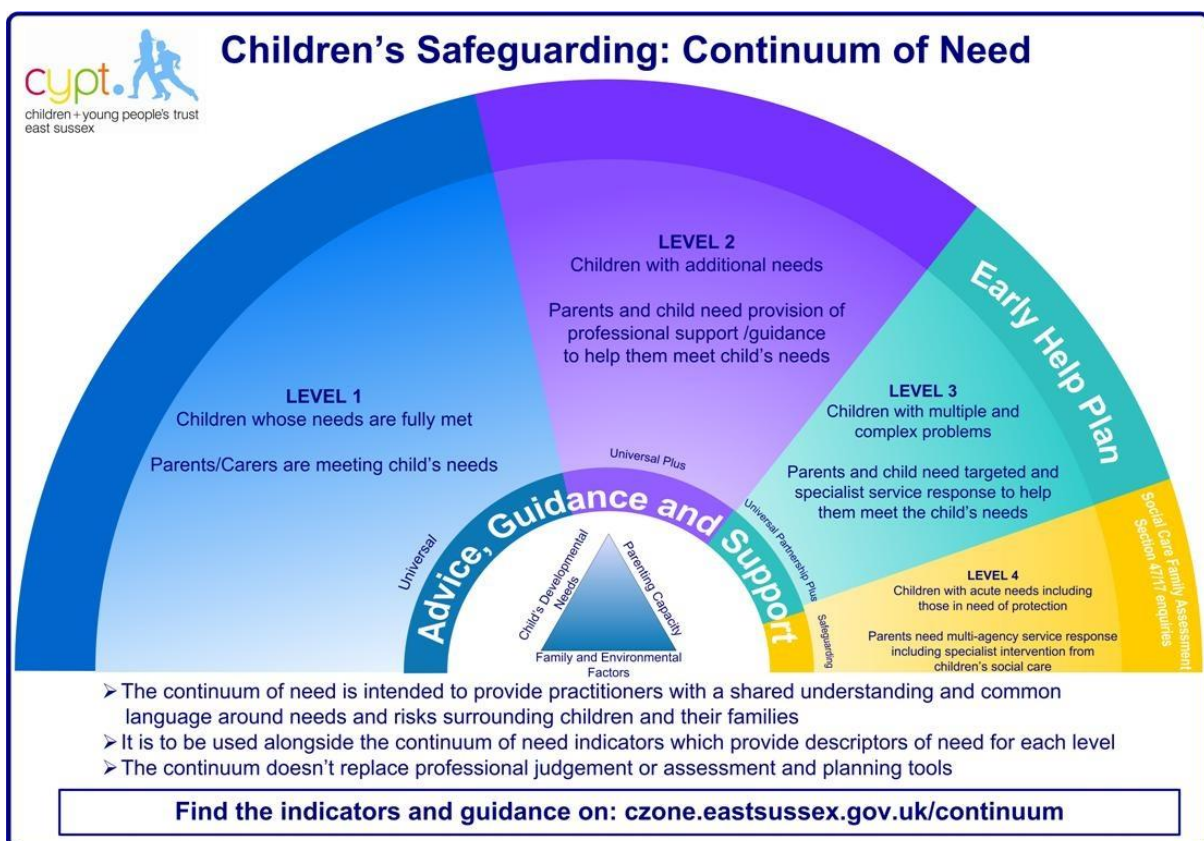 Children's Safeguarding: Continuum of Need
cypt.
children + young people's trust
east sussex
LEVEL 1
Children whose needs are fully met
Parents/Carers are meeting child's needs
LEVEL 2
Children with additional needs
Parents and child need provision of
professional support /guidance
to help them meet child's needs
LEVEL 3
Children with multiple and
complex problems
Parents and child need targeted and
specialist service response to help
them meet the child's needs
Early Help Plan
LEVEL 4
Children with acute needs including
those in need of protection
Parents need multi-agency service response
including specialist intervention from
children's social care
Social Care Family Assessment
Section 47/17 enquiries
Universal
Universal Plus
Universal Partnership Plus
Safeguarding
Advice, Guidance and Support
Child's Developmental
Needs
Parenting Capacity
Family and Environmental
Factors
➢ The continuum of need is intended to provide practitioners with a shared understanding and common
language around needs and risks surrounding children and their families
➢ It is to be used alongside the continuum of need indicators which provide descriptors of need for each level
➢ The continuum doesn't replace professional judgement or assessment and planning tools
Find the indicators and guidance on: czone.eastsussex.gov.uk/continuum